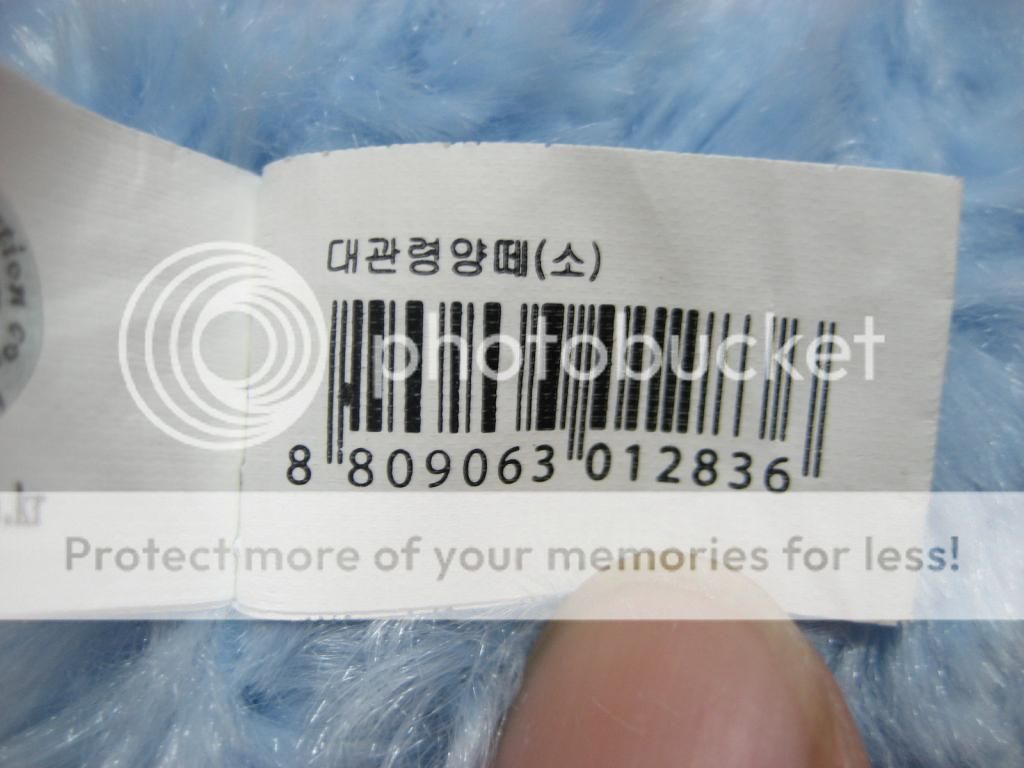 대관령양떼(소)
photobucket
8 809063 012836
Protect more of your memories for less!